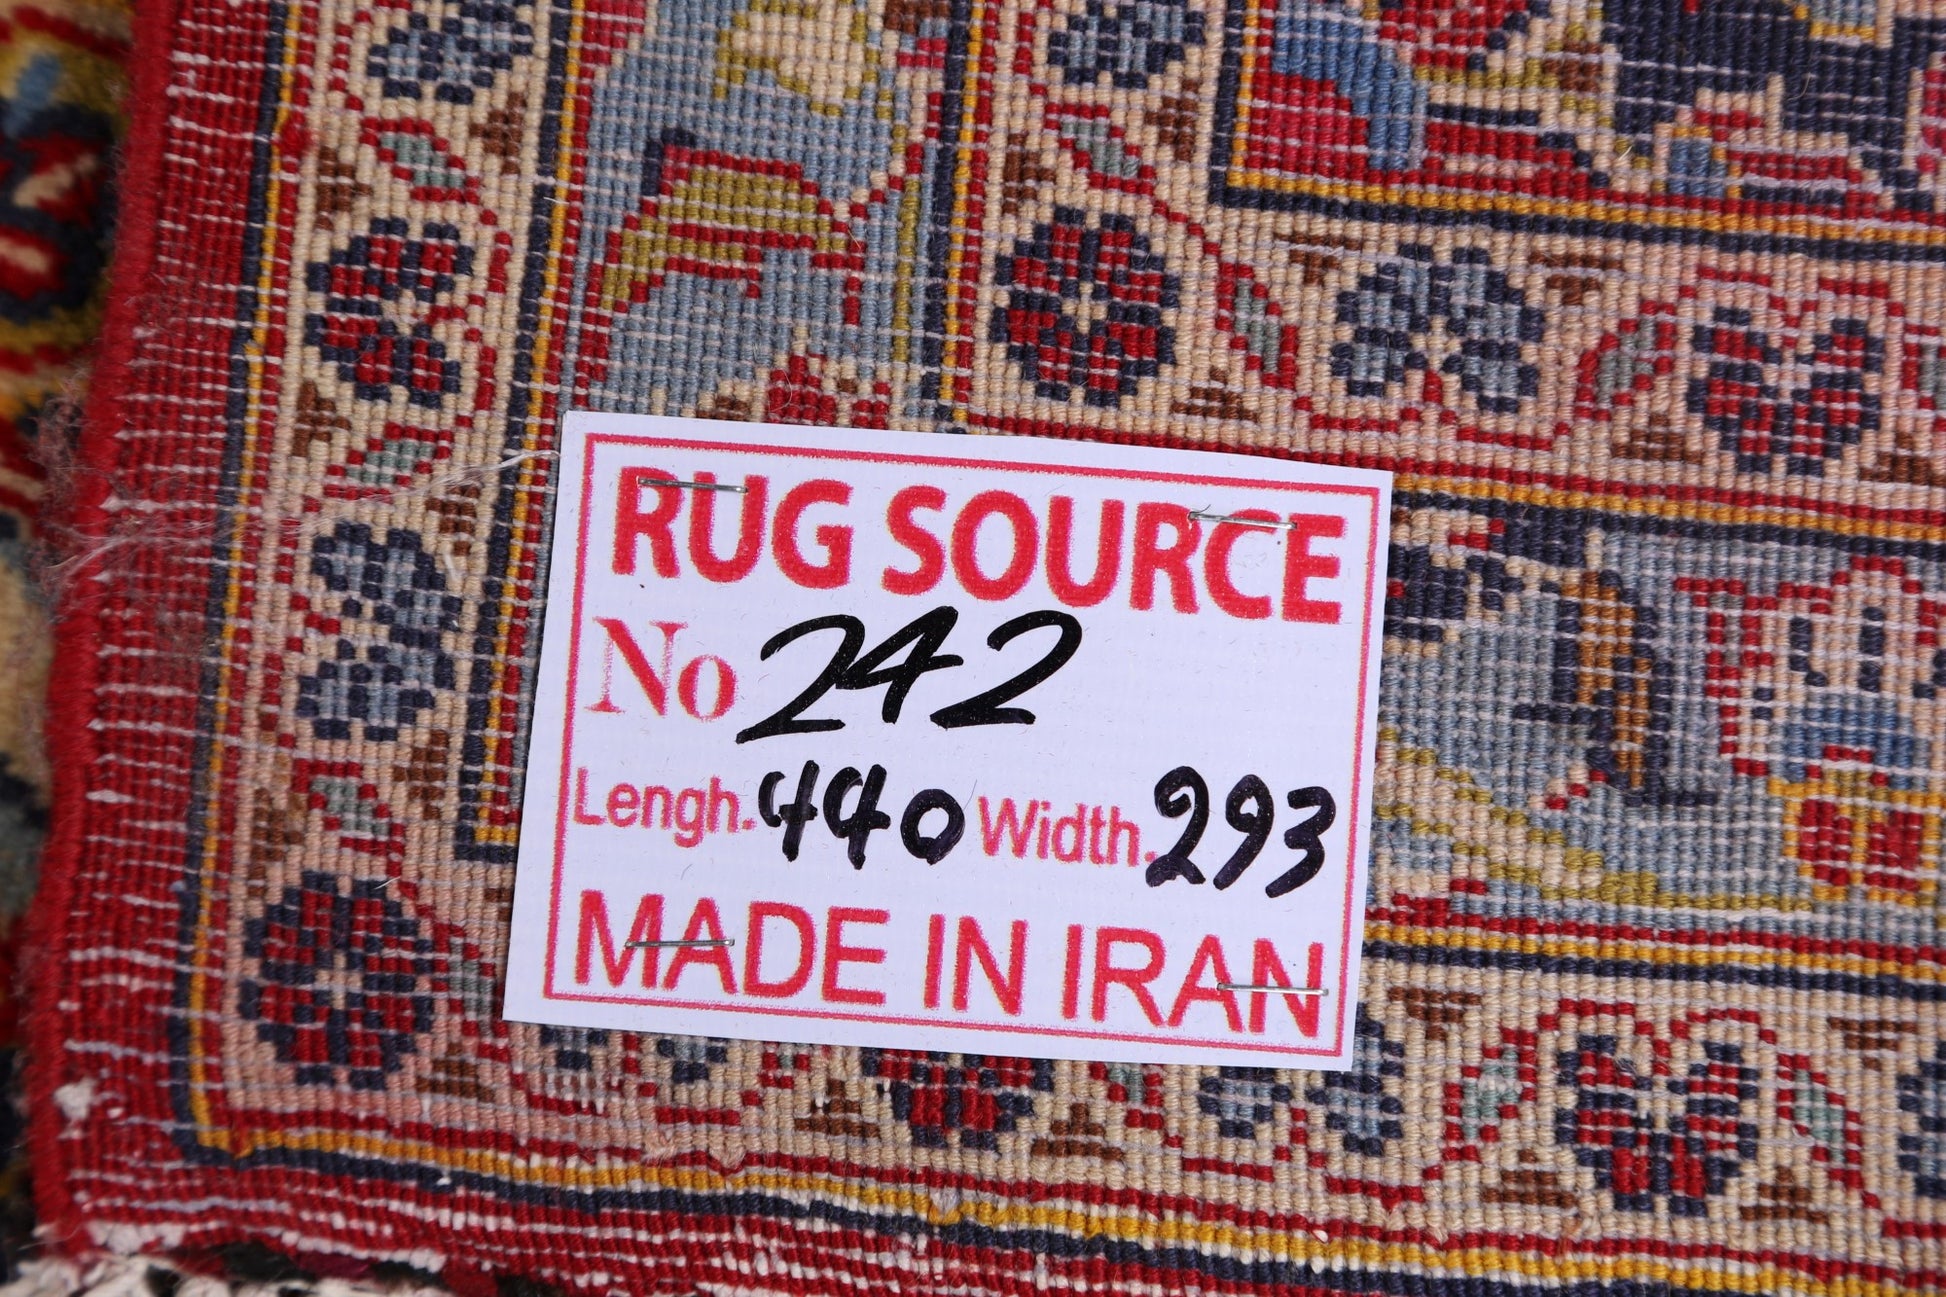 RUG SOURCE
No 242
Lengh. 440 Width. 293
MADE IN IRAN